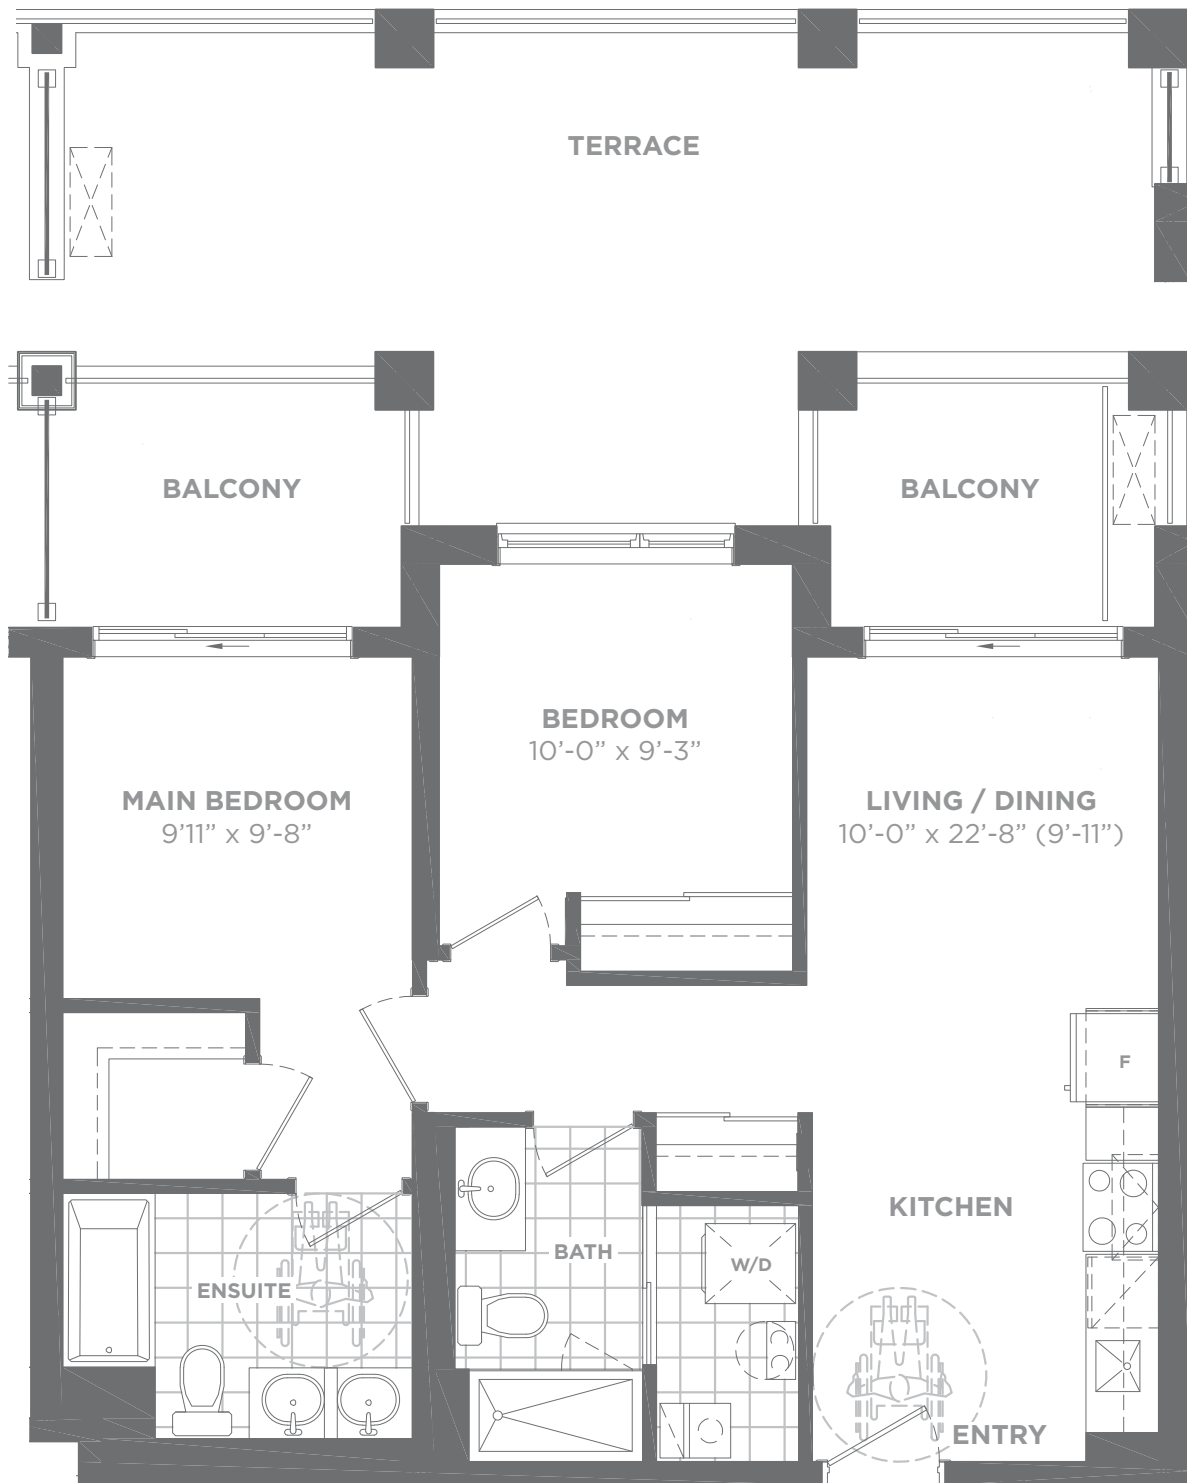 TERRACE
BALCONY
BALCONY
BEDROOM
10’-0” x 9’-3”
MAIN BEDROOM
9’11” x 9’-8”
LIVING / DINING
10’-0” x 22’-8” (9’-11”)
F
KITCHEN
BATH
W/D
ENSUITE
ENTRY